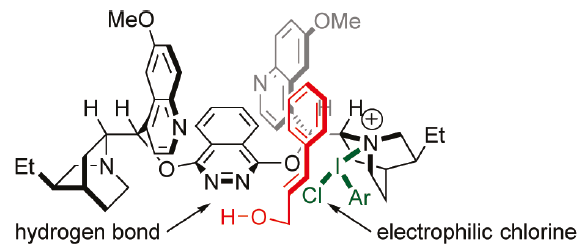 MeO
OMe
N
N
H
H
H
H
+
Et
N
N
Et
O
O
I
N
N
Cl
Ar
H
O
hydrogen bond
electrophilic chlorine